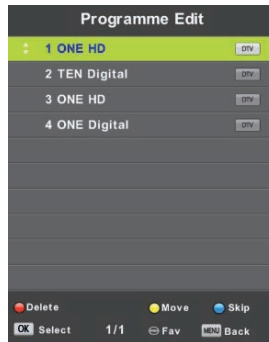 Programme Edit
1 ONE HD DTV
2 TEN Digital DTV
3 ONE HD DTV
4 ONE Digital DTV
Delete Move Skip
OK Select 1/1 Fav MENU Back